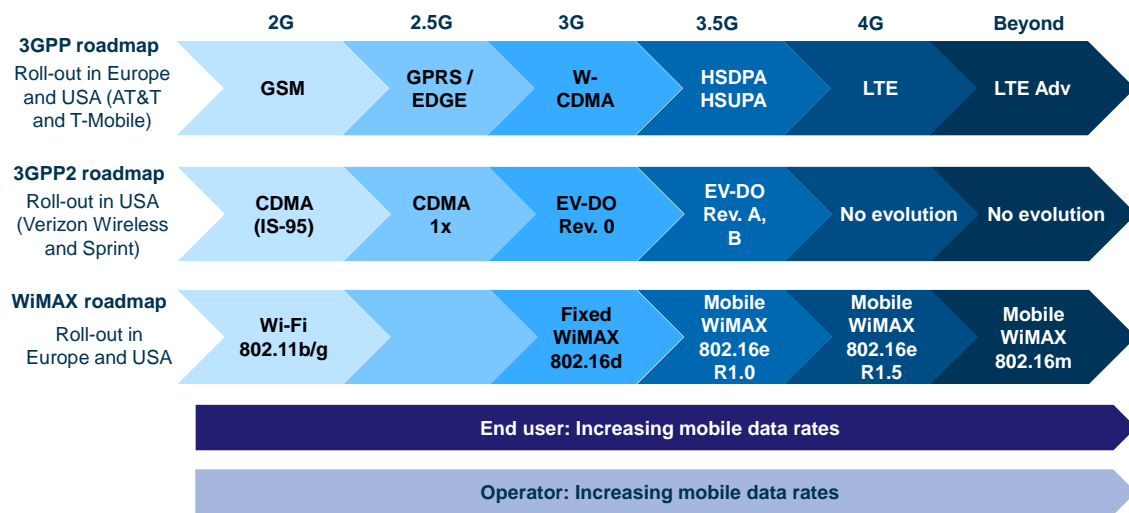 2G 2.5G 3G 3.5G 4G Beyond
3GPP roadmap
Roll-out in Europe
and USA (AT&T
and T-Mobile)
GSM
GPRS /
EDGE
W-
CDMA
HSDPA
HSUPA
LTE
LTE Adv
3GPP2 roadmap
Roll-out in USA
(Verizon Wireless
and Sprint)
CDMA
(IS-95)
CDMA
1x
EV-DO
Rev. 0
EV-DO
Rev. A,
B
No evolution
No evolution
WiMAX roadmap
Roll-out in
Europe and USA
Wi-Fi
802.11b/g
Fixed
WiMAX
802.16d
Mobile
WiMAX
802.16e
R1.0
Mobile
WiMAX
802.16e
R1.5
Mobile
WiMAX
802.16m
End user: Increasing mobile data rates
Operator: Increasing mobile data rates